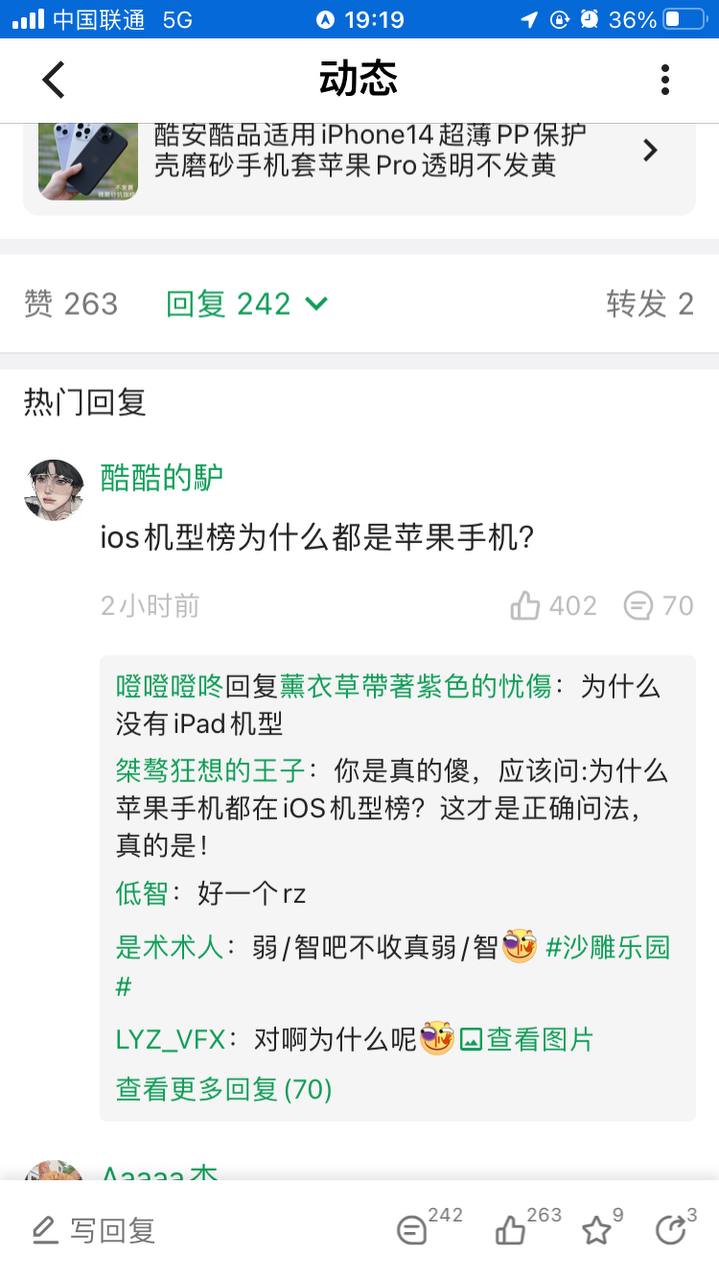 中国联通 5G 19:19 36%
动态
酷安酷品适用iPhone14超薄PP保护
壳磨砂手机套苹果Pro透明不发黄
赞 263 回复 242 转发 2
热门回复
酷酷的馿
ios机型榜为什么都是苹果手机?
2小时前 402 70
噔噔噔咚回复薰衣草帶著紫色的忧傷：为什么
没有iPad机型
桀骜狂想的王子：你是真的傻，应该问:为什么
苹果手机都在iOS机型榜？这才是正确问法，
真的是！
低智：好一个rz
是术术人：弱/智吧不收真弱/智 #沙雕乐园
#
LYZ_VFX：对啊为什么呢 查看图片
查看更多回复(70)
Aaaaa杰
写回复 242 263 9 3